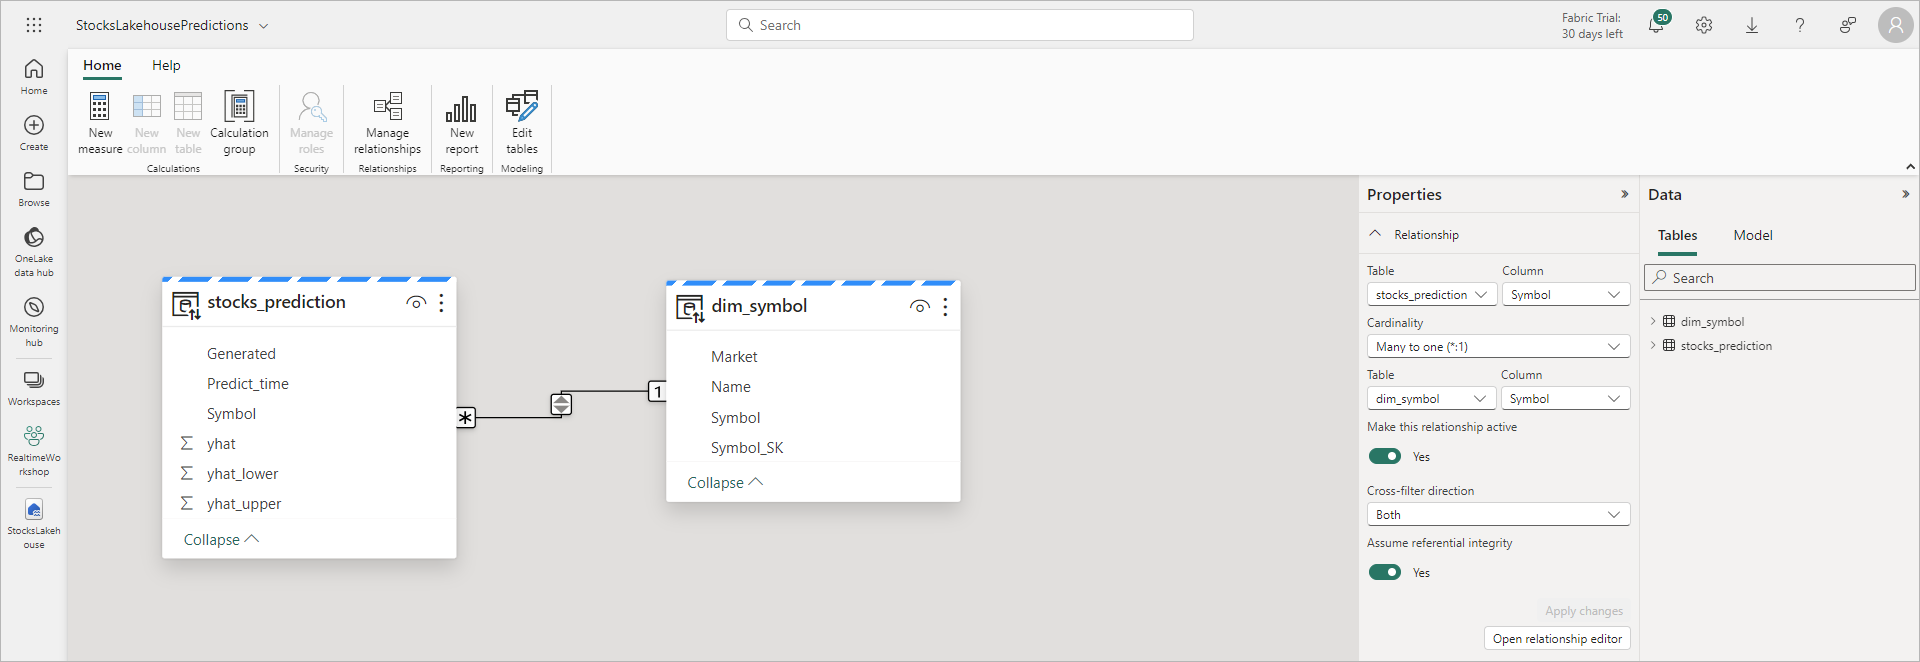 StocksLakehousePredictions
Search
Fabric Trial:
30 days left
50
Home
Create
Browse
OneLake
data hub
Monitoring
hub
Workspaces
RealtimeWo
rkshop
StocksLakeh
ouse
Home
Help
New
measure
New
column
New
table
Calculation
group
Calculations
Manage
roles
Security
Manage
relationships
Relationships
New
report
Reporting
Edit
tables
Modeling
stocks_prediction
Generated
Predict_time
Symbol
yhat
yhat_lower
yhat_upper
Collapse
*
1
dim_symbol
Market
Name
Symbol
Symbol_SK
Collapse
Properties
Relationship
Table
Column
stocks_prediction
Symbol
Cardinality
Many to one (*:1)
Table
Column
dim_symbol
Symbol
Make this relationship active
Yes
Cross-filter direction
Both
Assume referential integrity
Yes
Apply changes
Open relationship editor
Data
Tables
Model
Search
dim_symbol
stocks_prediction